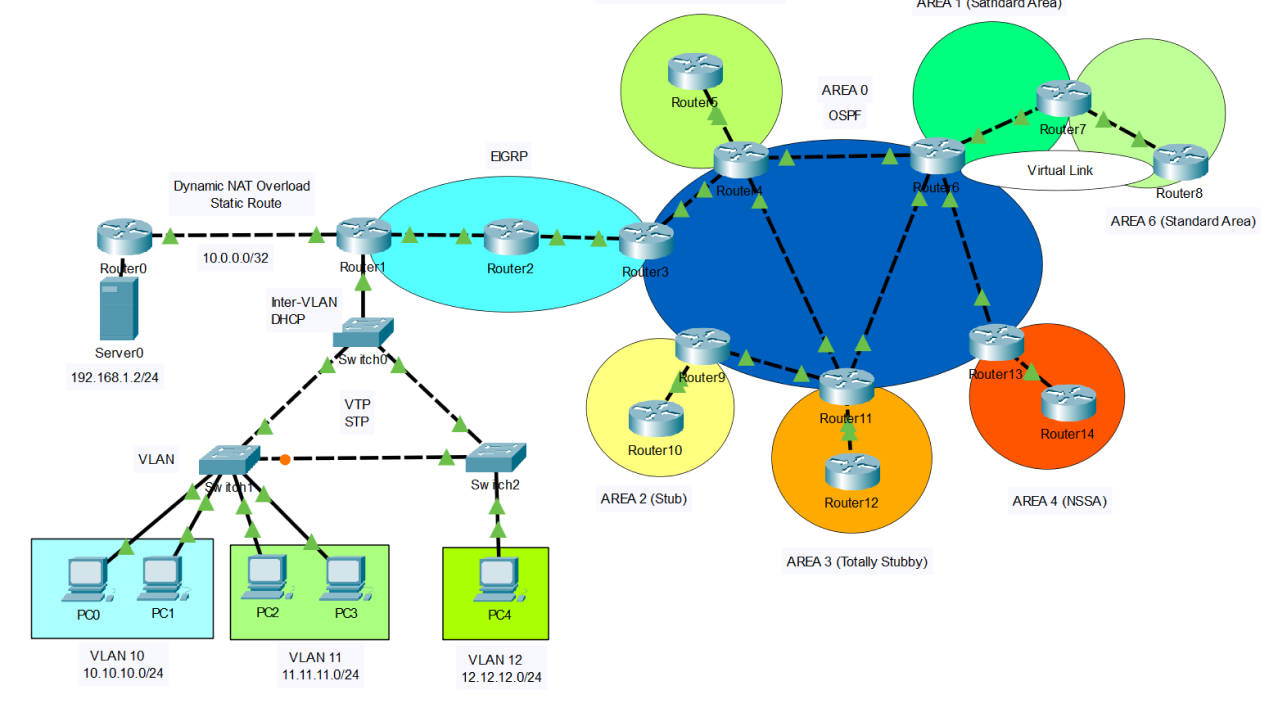 AREA 1 (Sathdard Area)
Router5
AREA 0
OSPF
Router7
EIGRP
Router4
Router6
Virtual Link
Router8
Dynamic NAT Overload
Static Route
AREA 6 (Standard Area)
Router0
10.0.0.0/32
Router1
Router2
Router3
Inter-VLAN
DHCP
Server0
Switch0
192.168.1.2/24
Router9
Router13
VTP
STP
Router11
Router14
Router10
VLAN
Switch1
Switch2
AREA 2 (Stub)
Router12
AREA 4 (NSSA)
AREA 3 (Totally Stubby)
PC0
PC1
PC2
PC3
PC4
VLAN 10
10.10.10.0/24
VLAN 11
11.11.11.0/24
VLAN 12
12.12.12.0/24